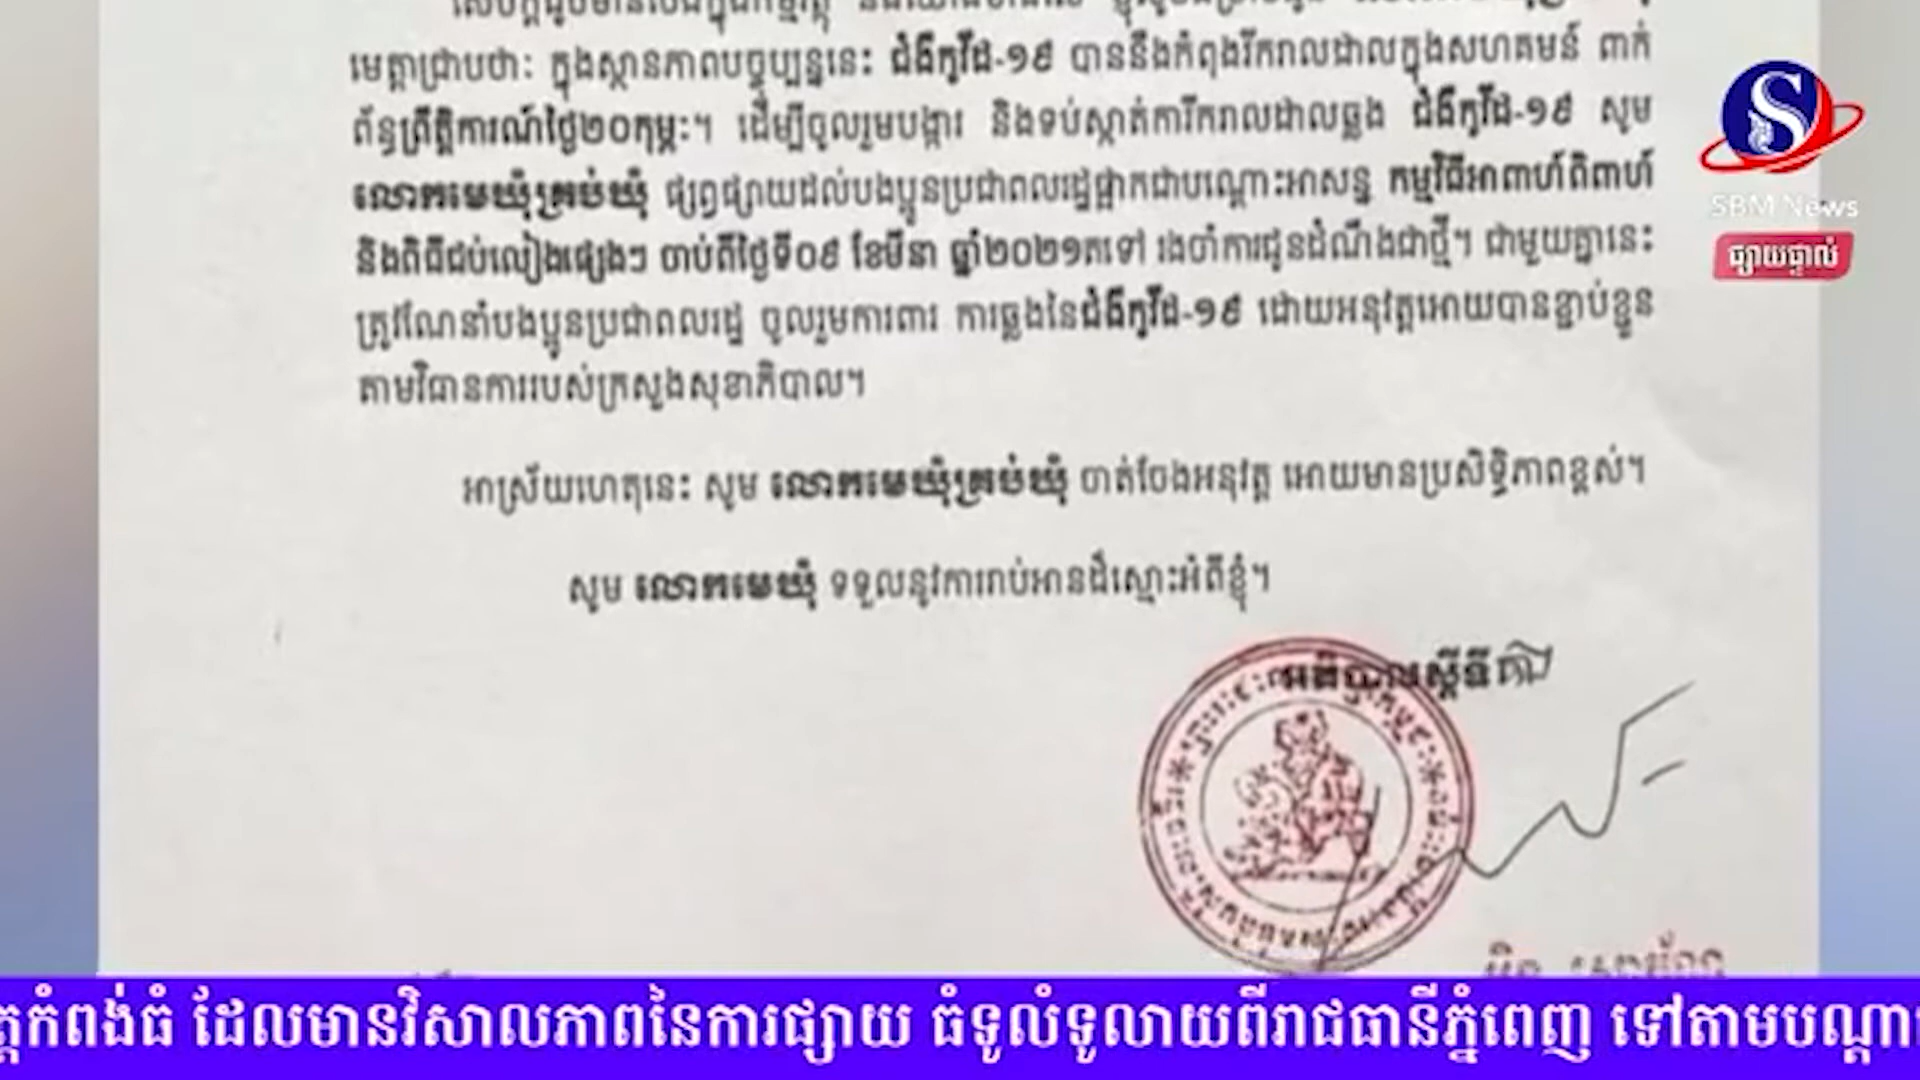 មេត្តាជ្រាបថាៈ ក្នុងស្ថានភាពបច្ចុប្បន្ននេះ ជំងឺកូវីដ-១៩ បាននឹងកំពុងរីករាលដាលក្នុងសហគមន៍ ពាក់
ព័ន្ធព្រឹត្តិការណ៍ថ្ងៃ២០កុម្ភៈ។ ដើម្បីចូលរួមបង្ការ និងទប់ស្កាត់ការីករាលដាលឆ្លង ជំងឺកូវីដ-១៩ សូម
លោកមេឃុំគ្រប់ឃុំ ផ្សព្វផ្សាយដល់បងប្អូនប្រជាពលរដ្ឋផ្អាកជាបណ្តោះអាសន្ន កម្មវិធីអាពាហ៍ពិពាហ៍
និងពិធីជប់លៀងផ្សេងៗ ចាប់ពីថ្ងៃទី០៩ ខែមីនា ឆ្នាំ២០២១តទៅ រង់ចាំការជូនដំណឹងជាថ្មី។ ជាមួយគ្នានេះ
ត្រូវណែនាំបងប្អូនប្រជាពលរដ្ឋ ចូលរួមការពារ ការឆ្លងនៃជំងឺកូវីដ-១៩ ដោយអនុវត្តអោយបានខ្ជាប់ខ្ជួន
តាមវិធានការរបស់ក្រសួងសុខាភិបាល។
អាស្រ័យហេតុនេះ សូម លោកមេឃុំគ្រប់ឃុំ ចាត់ចែងអនុវត្ត អោយមានប្រសិទ្ធិភាពខ្ពស់។
សូម លោកមេឃុំ ទទួលនូវការរាប់អានដ៏ស្មោះអំពីខ្ញុំ។
អភិបាលស្តីទី
SBM News
ផ្សាយផ្ទាល់
ត្តកំពង់ធំ ដែលមានវិសាលភាពនៃការផ្សាយ ធំទូលំទូលាយពីរាជធានីភ្នំពេញ ទៅតាមបណ្តា